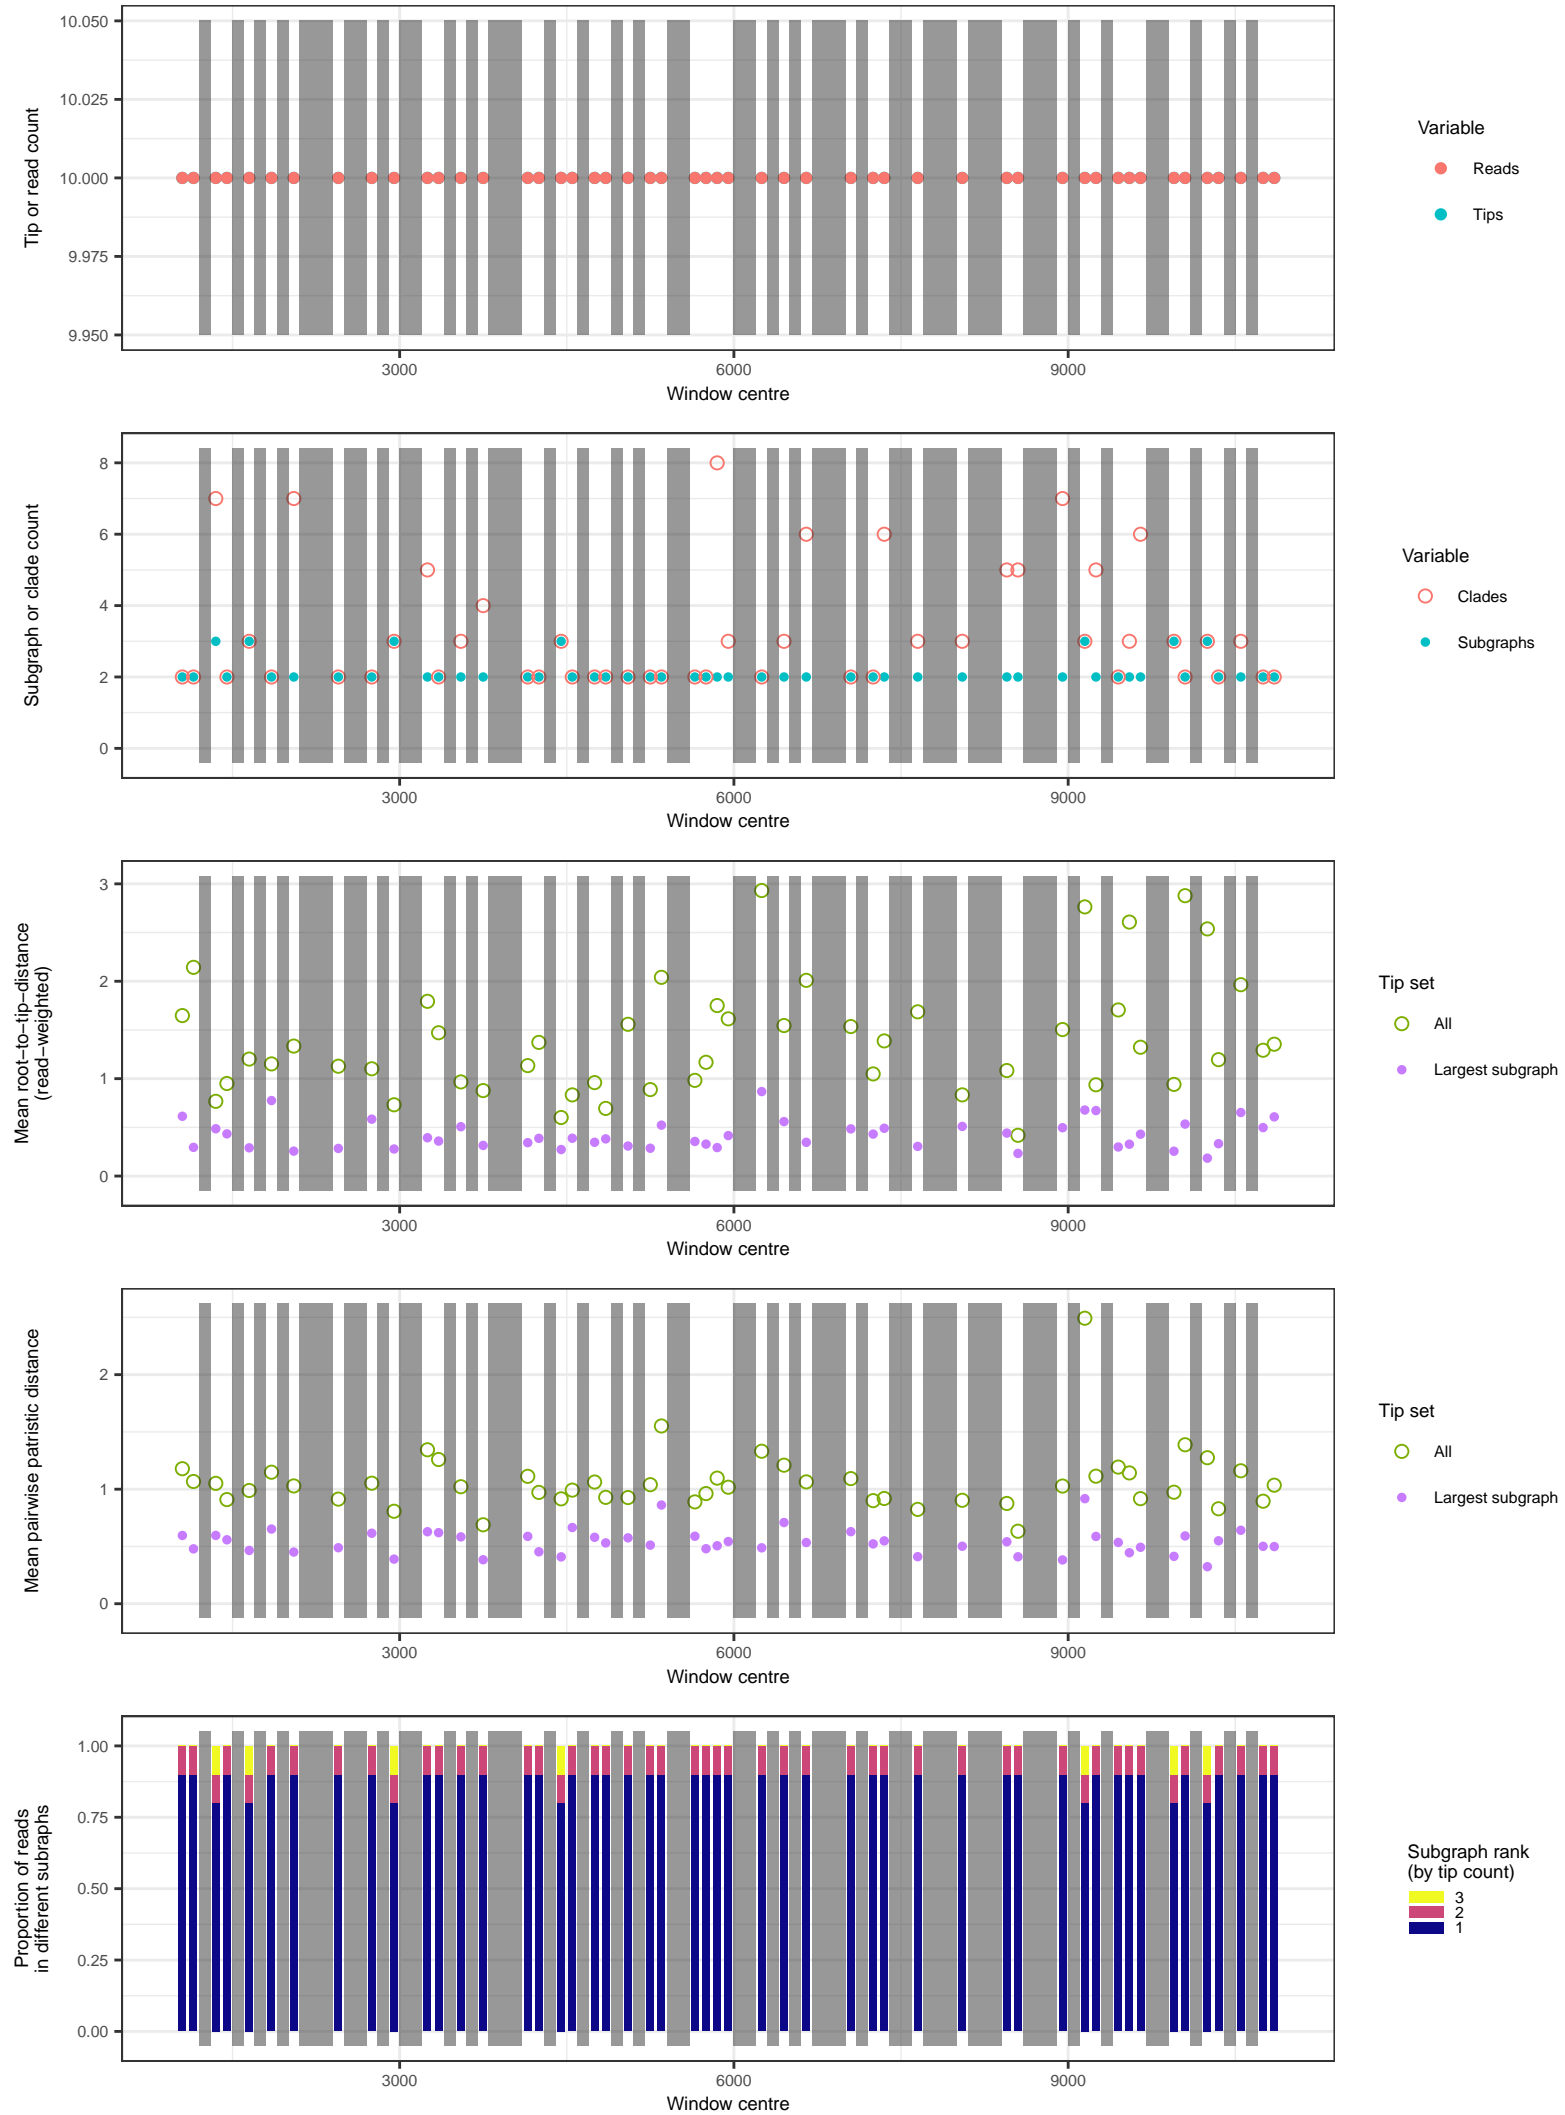 10.050
10.025
10.000
9.975
9.950
Tip or read count
3000
6000
9000
Window centre
Variable
Reads
Tips
8
6
4
2
0
Subgraph or clade count
3000
6000
9000
Window centre
Variable
Clades
Subgraphs
3
2
1
0
Mean root−to−tip−distance
(read−weighted)
3000
6000
9000
Window centre
Tip set
All
Largest subgraph
2
1
0
Mean pairwise patristic distance
3000
6000
9000
Window centre
Tip set
All
Largest subgraph
1.00
0.75
0.50
0.25
0.00
Proportion of reads
in different subraphs
3000
6000
9000
Window centre
Subgraph rank
(by tip count)
3
2
1